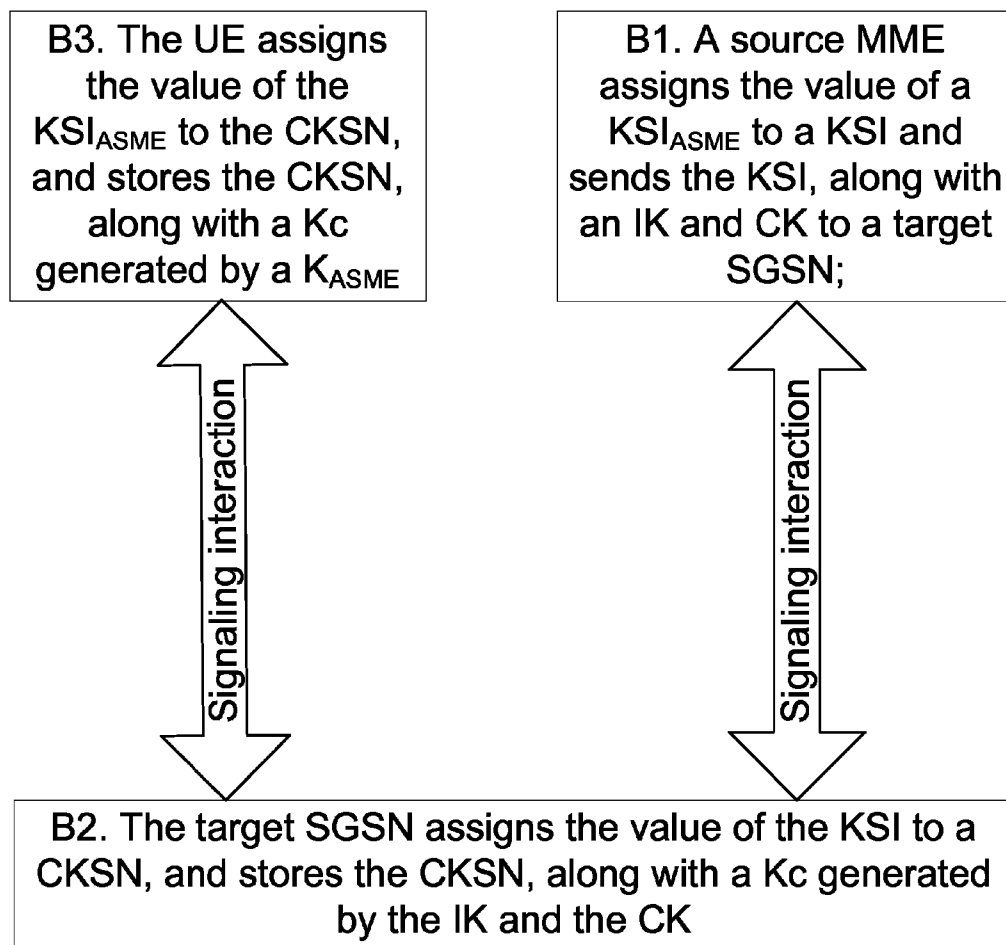 B3. The UE assigns
the value of the
KSI_ASME to the CKSN,
and stores the CKSN,
along with a Kc
generated by a K_ASME
B1. A source MME
assigns the value of a
KSI_ASME to a KSI and
sends the KSI, along with
an IK and CK to a target
SGSN;
Signaling interaction
Signaling interaction
B2. The target SGSN assigns the value of the KSI to a
CKSN, and stores the CKSN, along with a Kc generated
by the IK and the CK